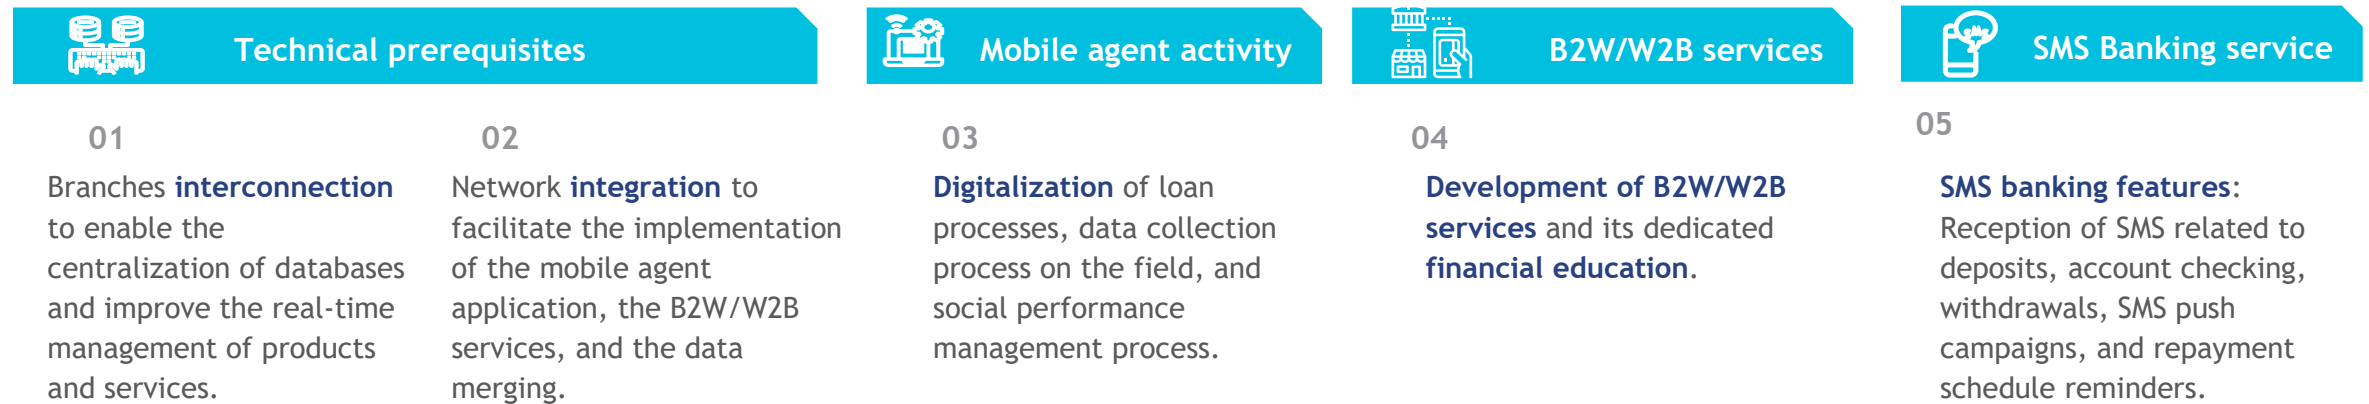 Technical prerequisites
01
Branches interconnection
to enable the
centralization of databases
and improve the real-time
management of products
and services.
02
Network integration to
facilitate the implementation
of the mobile agent
application, the B2W/W2B
services, and the data
merging.
Mobile agent activity
03
Digitalization of loan
processes, data collection
process on the field, and
social performance
management process.
B2W/W2B services
04
Development of B2W/W2B
services and its dedicated
financial education.
SMS Banking service
05
SMS banking features:
Reception of SMS related to
deposits, account checking,
withdrawals, SMS push
campaigns, and repayment
schedule reminders.